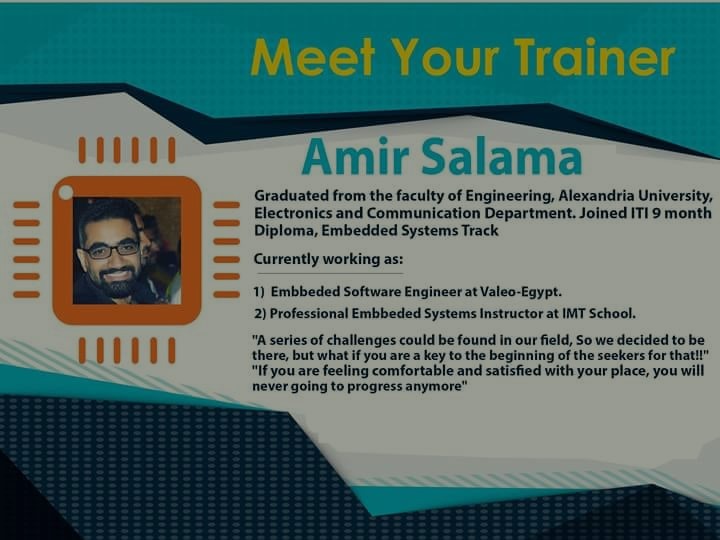 Meet Your Trainer
Amir Salama
Graduated from the faculty of Engineering, Alexandria University,
Electronics and Communication Department. Joined ITI 9 month
Diploma, Embedded Systems Track
Currently working as:
1) Embbeded Software Engineer at Valeo-Egypt.
2) Professional Embbeded Systems Instructor at IMT School.
"A series of challenges could be found in our field, So we decided to be
there, but what if you are a key to the beginning of the seekers for that!!"
"If you are feeling comfortable and satisfied with your place, you will
never going to progress anymore"